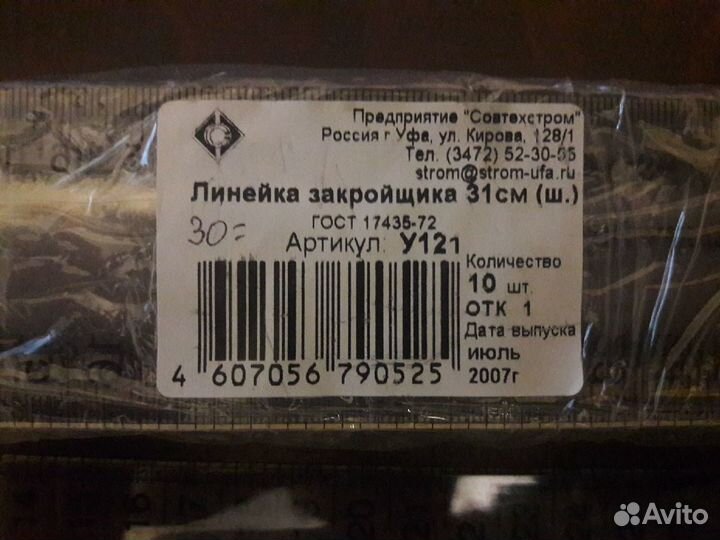 Предприятие "Совтехстром"
Россия г Уфа, ул. Кирова, 128/1
Тел. (3472) 52-30-55
strom@strom-ufa.ru
Линейка закройщика 31см (ш.)
ГОСТ 17435-72
30=
Артикул: У121
Количество
10 шт.
ОТК 1
Дата выпуска
июль
2007г
4 607056 790525
Avito